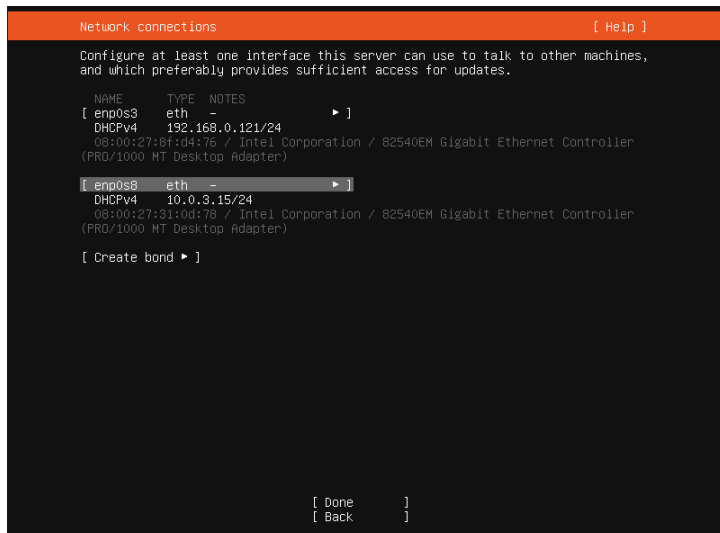 Network connections [ Help ]
Configure at least one interface this server can use to talk to other machines,
and which preferably provides sufficient access for updates.
NAME TYPE NOTES
[ enp0s3 eth – ▸ ]
DHCPv4 192.168.0.121/24
08:00:27:8f:d4:76 / Intel Corporation / 82540EM Gigabit Ethernet Controller
(PRO/1000 MT Desktop Adapter)
[ enp0s8 eth – ▸ ]
DHCPv4 10.0.3.15/24
08:00:27:31:0d:78 / Intel Corporation / 82540EM Gigabit Ethernet Controller
(PRO/1000 MT Desktop Adapter)
[ Create bond ▸ ]
[ Done ]
[ Back ]